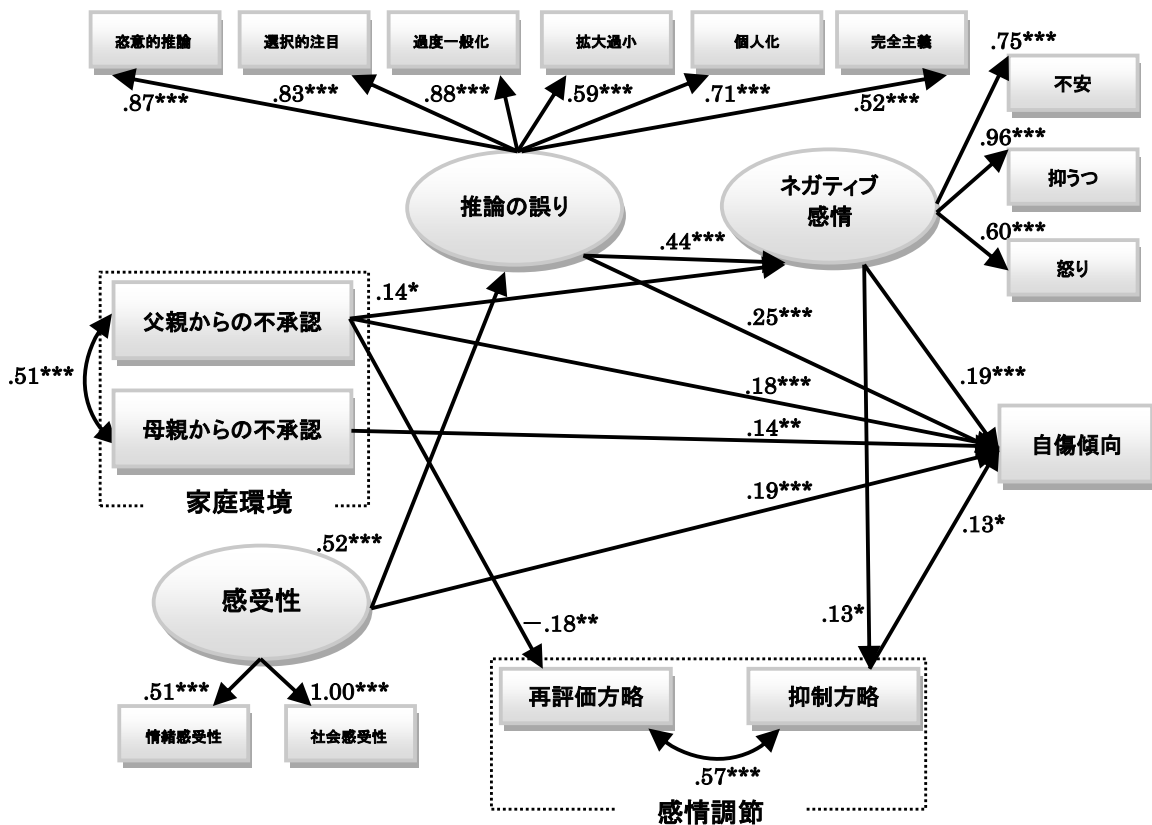 恣意的推論
選択的注目
過度一般化
拡大過小
個人化
完全主義
.87***
.83***
.88***
.59***
.71***
.52***
.75***
不安
.96***
抑うつ
.60***
怒り
推論の誤り
ネガティブ
感情
.44***
.14*
.25***
父親からの不承認
.51***
母親からの不承認
家庭環境
.18***
.14**
.19***
.19***
自傷傾向
.13*
.52***
感受性
.51***
1.00***
情緒感受性
社会感受性
－.18**
.13*
再評価方略
抑制方略
.57***
感情調節